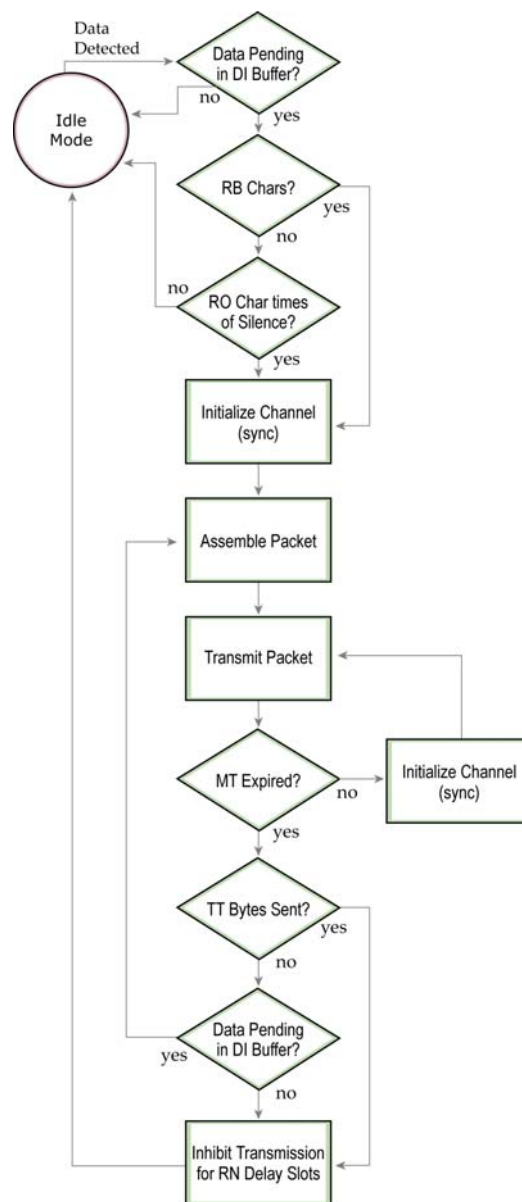 Data
Detected
Data Pending
in DI Buffer?
no
yes
Idle
Mode
RB Chars?
yes
no
no
RO Char times
of Silence?
yes
Initialize Channel
(sync)
Assemble Packet
Transmit Packet
MT Expired?
no
Initialize Channel
(sync)
yes
TT Bytes Sent?
yes
no
Data Pending
in DI Buffer?
yes
no
Inhibit Transmission
for RN Delay Slots